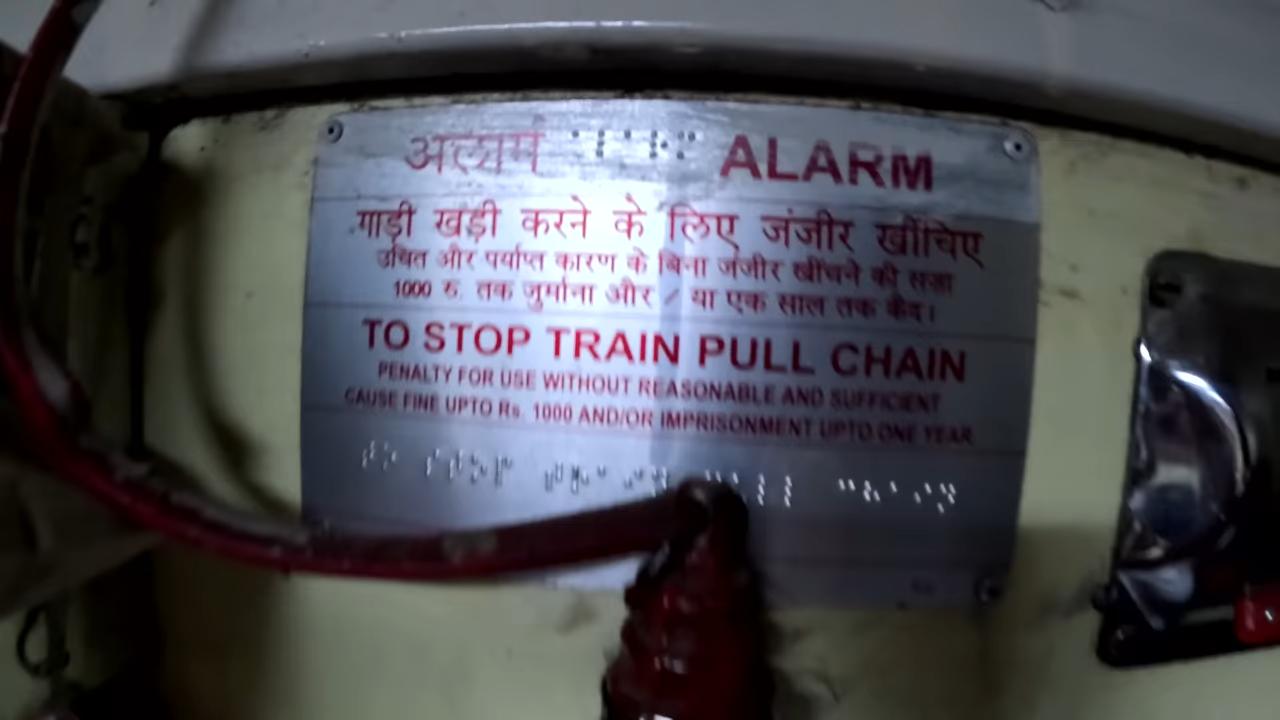 अलार्म ALARM
गाड़ी खड़ी करने के लिए जंजीर खींचिए
उचित और पर्याप्त कारण के बिना जंजीर खींचने की सजा
1000 रु. तक जुर्माना और / या एक साल तक कैद।
TO STOP TRAIN PULL CHAIN
PENALTY FOR USE WITHOUT REASONABLE AND SUFFICIENT
CAUSE FINE UPTO Rs. 1000 AND/OR IMPRISONMENT UPTO ONE YEAR